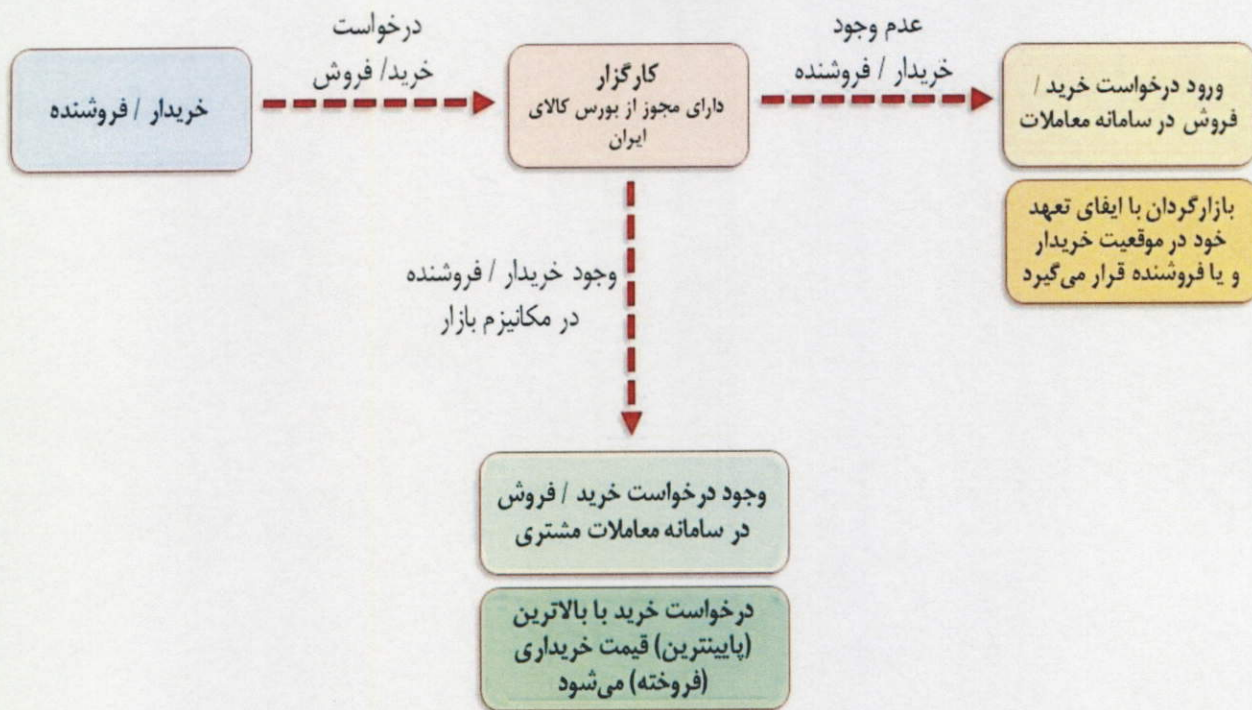 خریدار / فروشنده
درخواست
خرید/ فروش
کارگزار
دارای مجوز از بورس کالای
ایران
عدم وجود
خریدار / فروشنده
ورود درخواست خرید /
فروش در سامانه معاملات
بازارگردان با ایفای تعهد
خود در موقعیت خریدار
و یا فروشنده قرار می‌گیرد
وجود خریدار / فروشنده
در مکانیزم بازار
وجود درخواست خرید / فروش
در سامانه معاملات مشتری
درخواست خرید با بالاترین
(پایینترین) قیمت خریداری
(فروخته) می‌شود